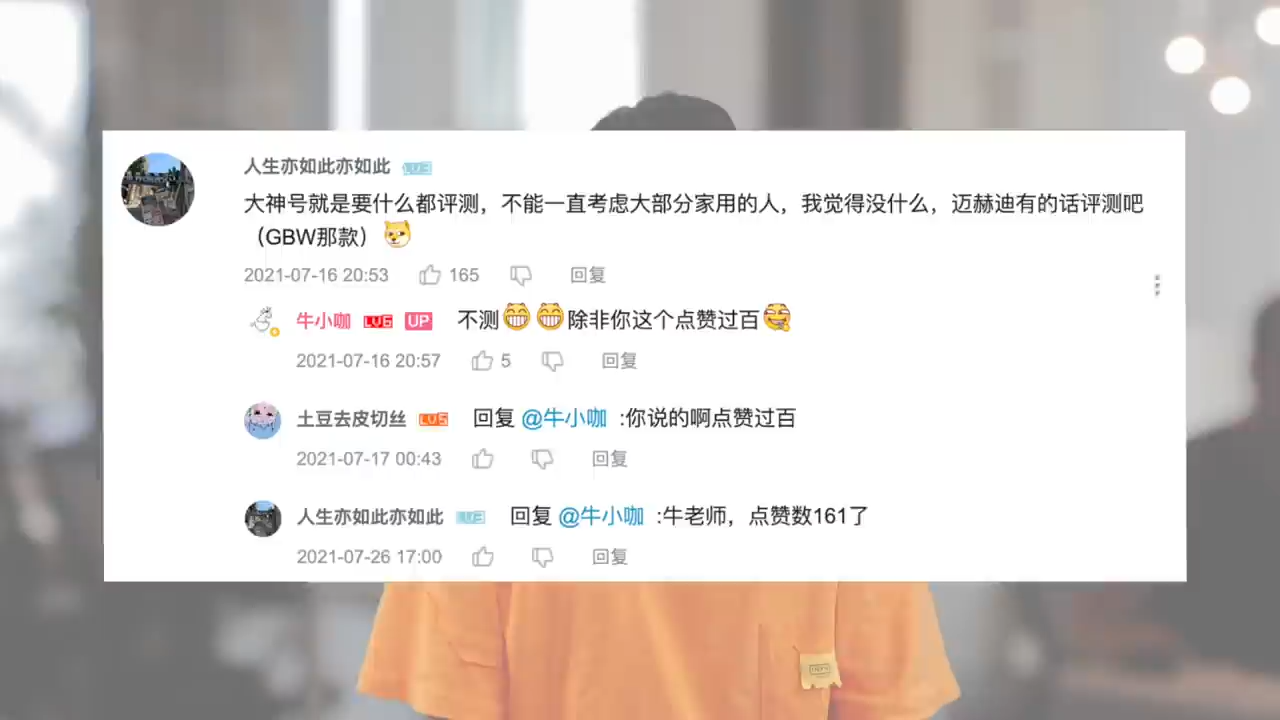 人生亦如此亦如此 LV3
大神号就是要什么都评测，不能一直考虑大部分家用的人，我觉得没什么，迈赫迪有的话评测吧
（GBW那款）
2021-07-16 20:53 165 回复
牛小咖 LV6 UP 不测 除非你这个点赞过百
2021-07-16 20:57 5 回复
土豆去皮切丝 LV5 回复 @牛小咖 :你说的啊点赞过百
2021-07-17 00:43 回复
人生亦如此亦如此 LV3 回复 @牛小咖 :牛老师，点赞数161了
2021-07-26 17:00 回复